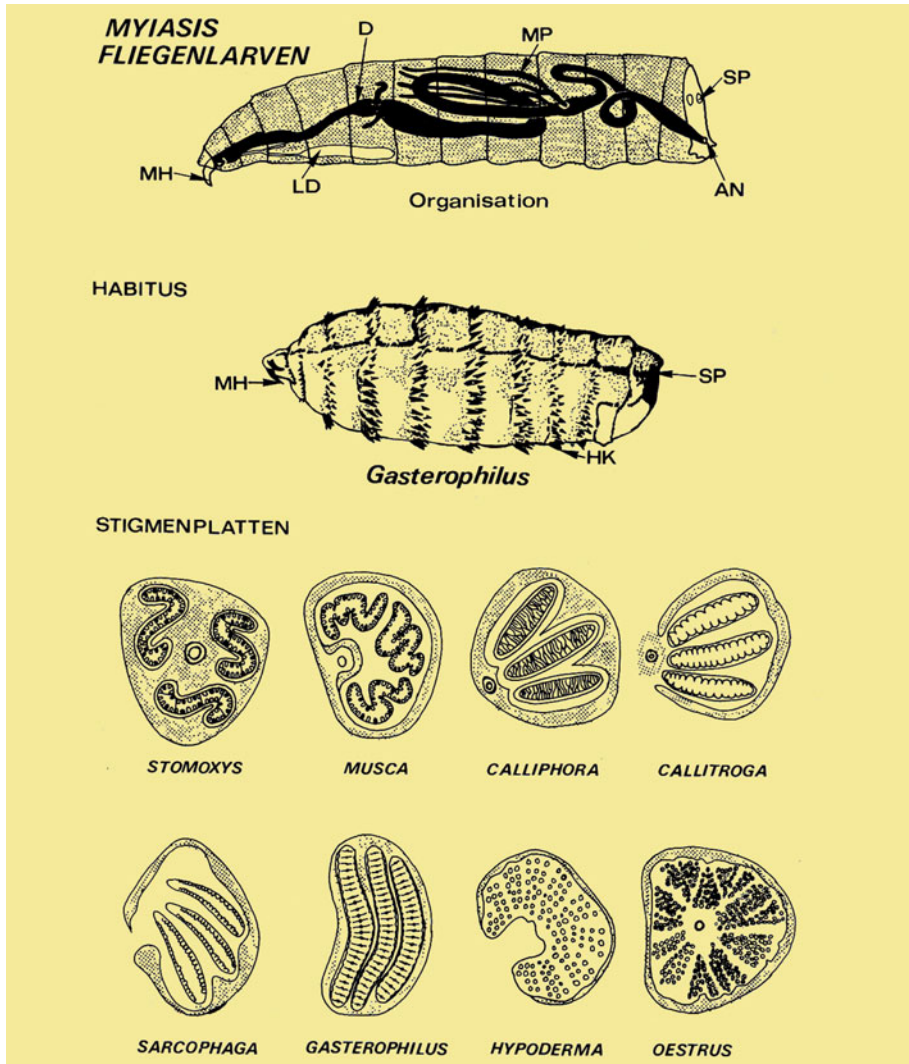 MYIASIS
FLIEGENLARVEN
D
MP
SP
MH
LD
AN
Organisation
HABITUS
MH
SP
HK
Gasterophilus
STIGMENPLATTEN
STOMOXYS
MUSCA
CALLIPHORA
CALLITROGA
SARCOPHAGA
GASTEROPHILUS
HYPODERMA
OESTRUS